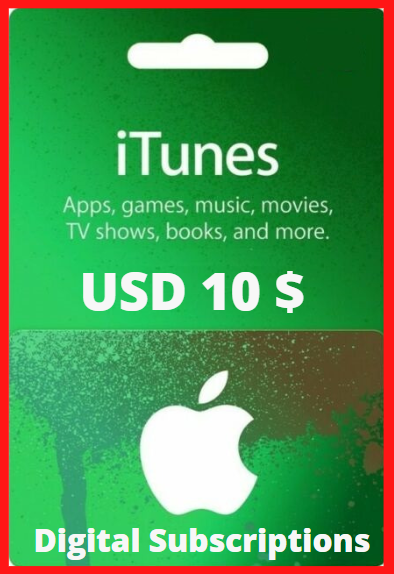 iTunes
Apps, games, music, movies,
TV shows, books, and more.
USD 10 $
Digital Subscriptions